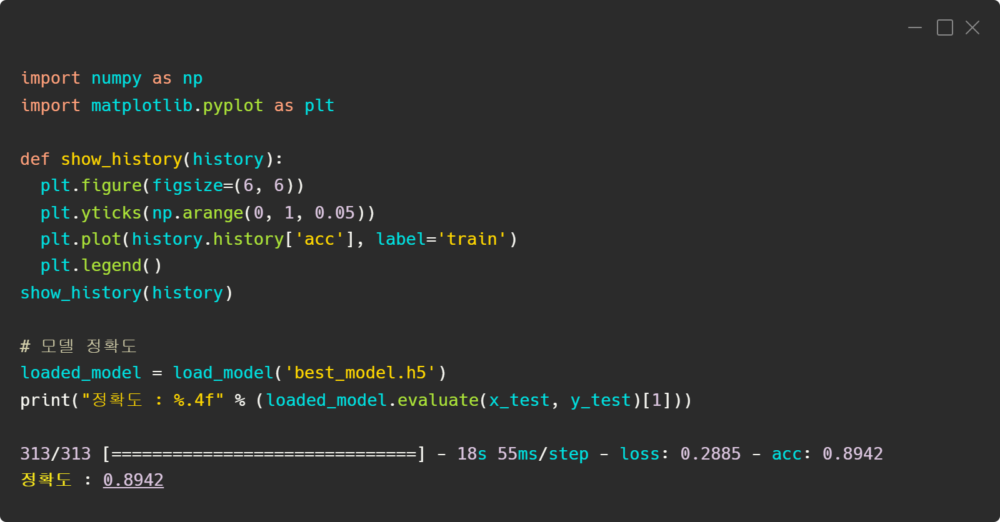 import numpy as np
import matplotlib.pyplot as plt
def show_history(history):
  plt.figure(figsize=(6, 6))
  plt.yticks(np.arange(0, 1, 0.05))
  plt.plot(history.history['acc'], label='train')
  plt.legend()
show_history(history)
# 모델 정확도
loaded_model = load_model('best_model.h5')
print("정확도 : %.4f" % (loaded_model.evaluate(x_test, y_test)[1]))
313/313 [==============================] - 18s 55ms/step - loss: 0.2885 - acc: 0.8942
정확도 : 0.8942